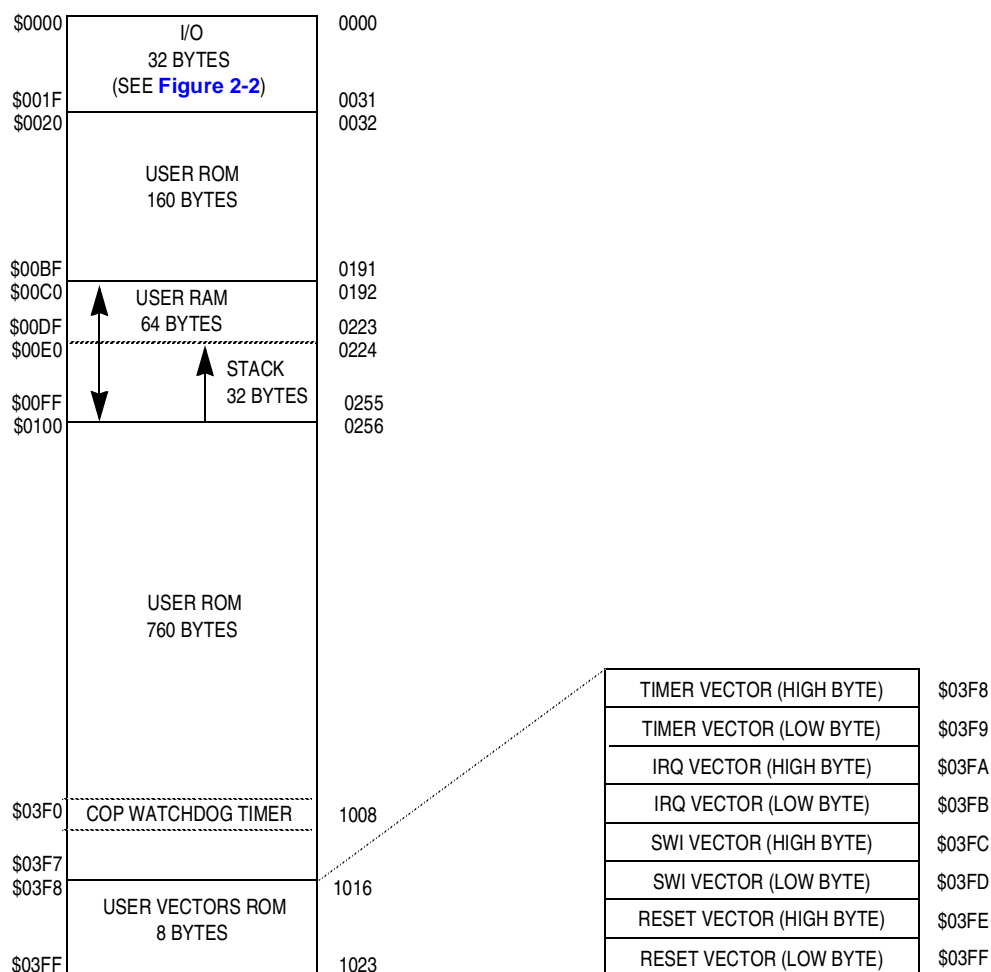 $0000 I/O 0000
32 BYTES
(SEE Figure 2-2)
$001F 0031
$0020 0032
USER ROM
160 BYTES
$00BF 0191
$00C0 USER RAM 0192
$00DF 64 BYTES 0223
$00E0 0224
STACK
32 BYTES
$00FF 0255
$0100 0256
USER ROM
760 BYTES
$03F0 COP WATCHDOG TIMER 1008
$03F7
$03F8 1016
USER VECTORS ROM
8 BYTES
$03FF 1023
TIMER VECTOR (HIGH BYTE) $03F8
TIMER VECTOR (LOW BYTE) $03F9
IRQ VECTOR (HIGH BYTE) $03FA
IRQ VECTOR (LOW BYTE) $03FB
SWI VECTOR (HIGH BYTE) $03FC
SWI VECTOR (LOW BYTE) $03FD
RESET VECTOR (HIGH BYTE) $03FE
RESET VECTOR (LOW BYTE) $03FF